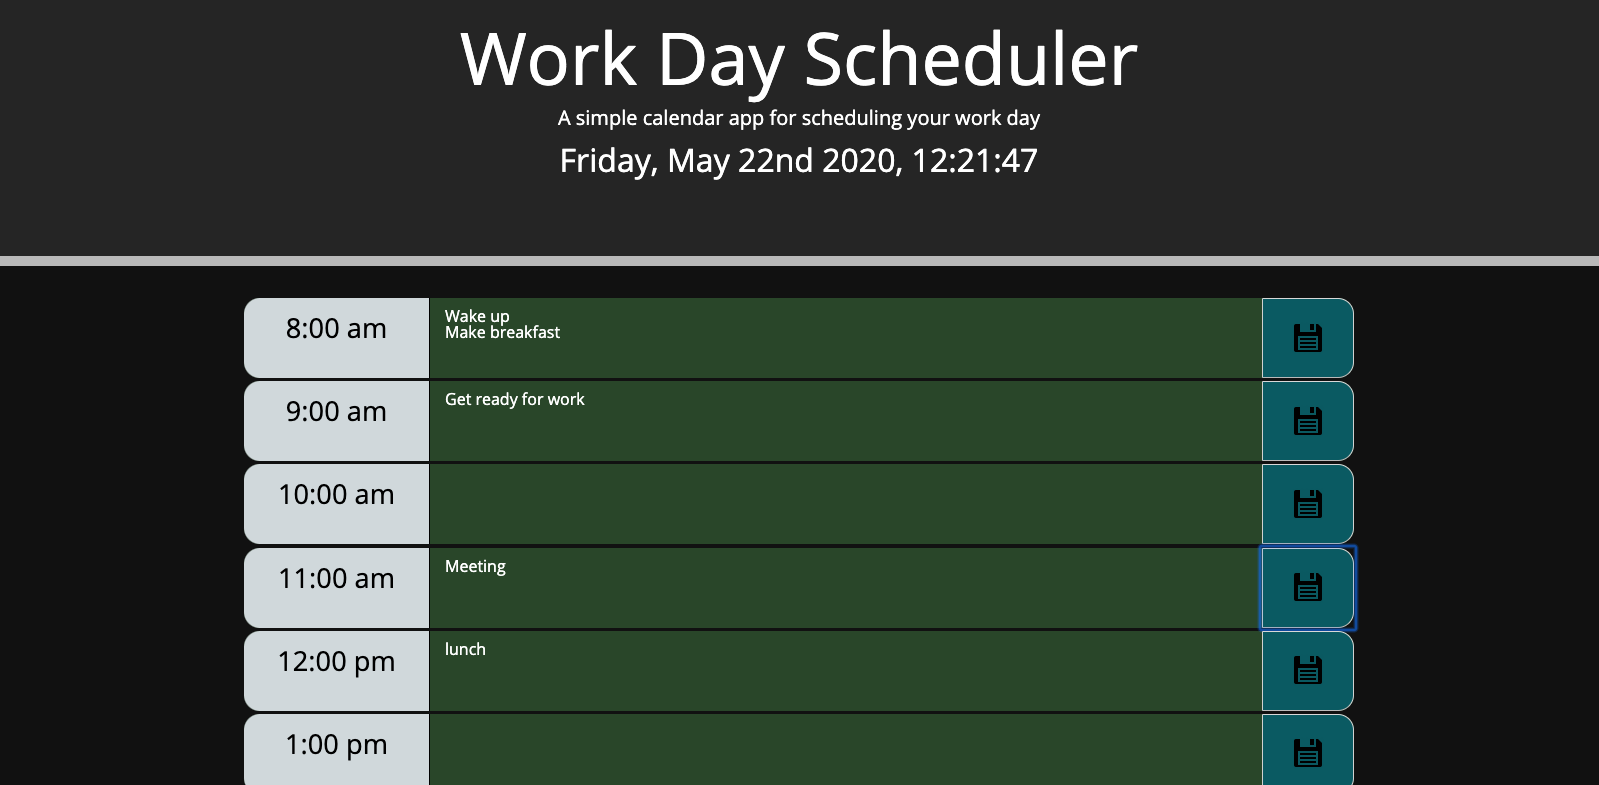 Work Day Scheduler
A simple calendar app for scheduling your work day
Friday, May 22nd 2020, 12:21:47
8:00 am
Wake up
Make breakfast
9:00 am
Get ready for work
10:00 am
11:00 am
Meeting
12:00 pm
lunch
1:00 pm